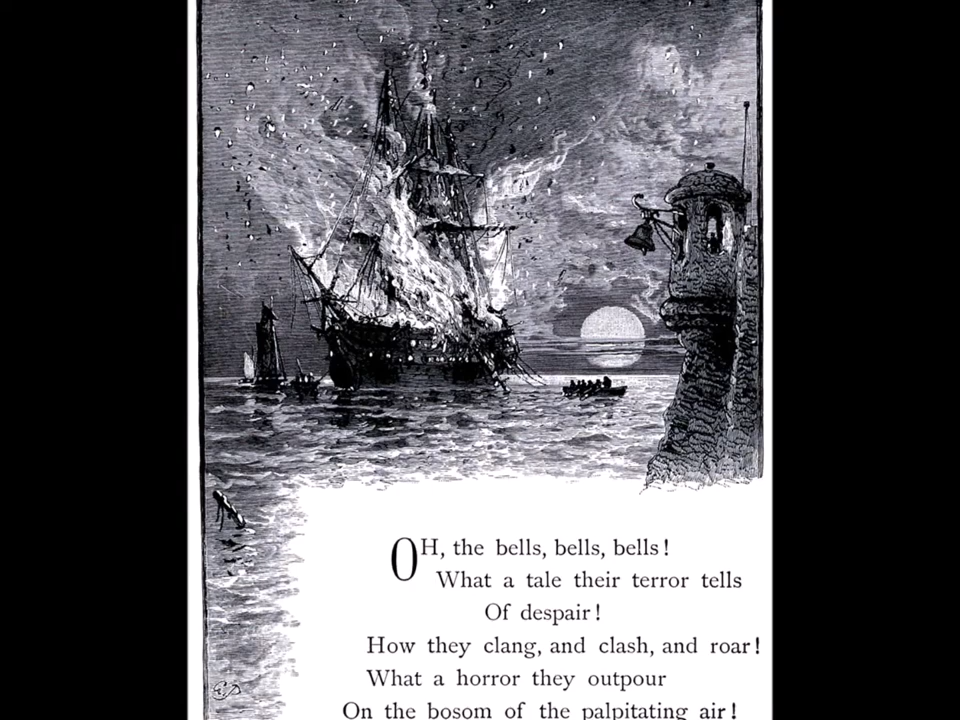 OH, the bells, bells, bells!
What a tale their terror tells
Of despair!
How they clang, and clash, and roar!
What a horror they outpour
On the bosom of the palpitating air!